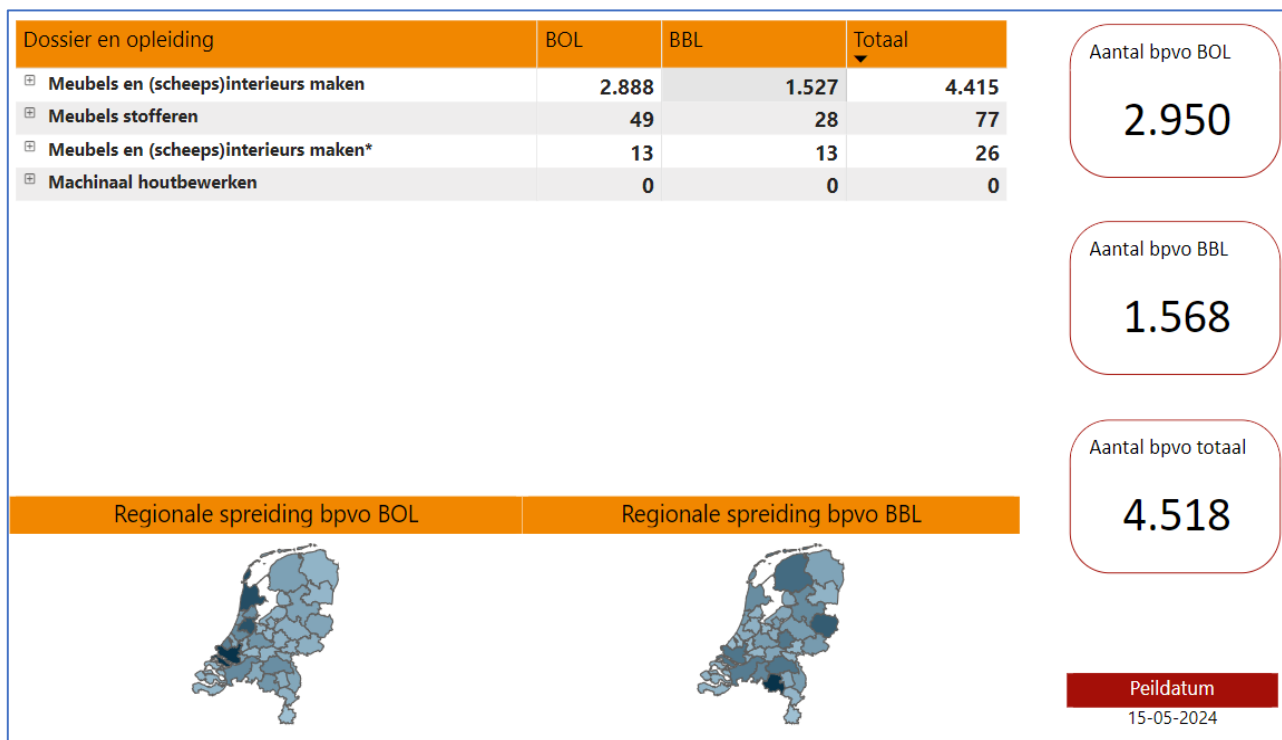 Dossier en opleiding BOL BBL Totaal
Meubels en (scheeps)interieurs maken 2.888 1.527 4.415
Meubels stofferen 49 28 77
Meubels en (scheeps)interieurs maken* 13 13 26
Machinaal houtbewerken 0 0 0
Aantal bpvo BOL
2.950
Aantal bpvo BBL
1.568
Aantal bpvo totaal
4.518
Regionale spreiding bpvo BOL
Regionale spreiding bpvo BBL
Peildatum
15-05-2024